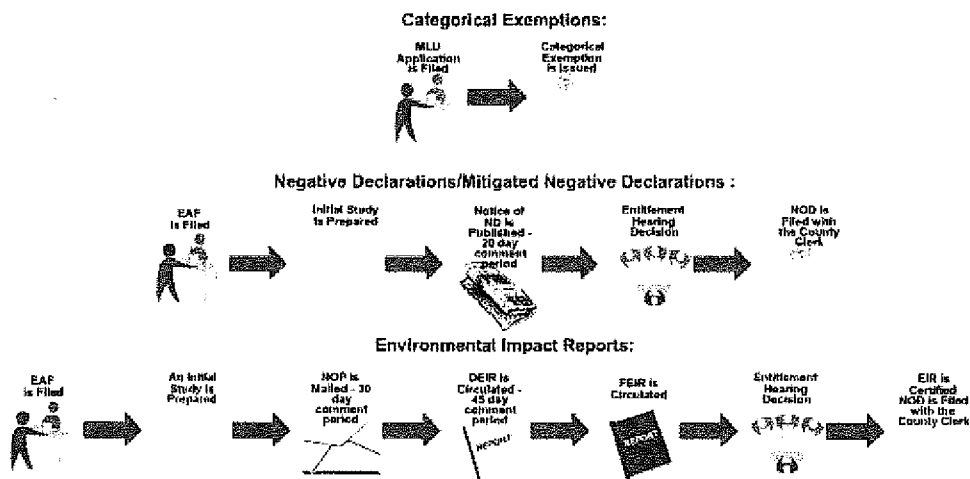 Categorical Exemptions:
MLU
Application
is Filed
Categorical
Exemption
is Issued
Negative Declarations/Mitigated Negative Declarations :
EAF
is Filed
Initial Study
is Prepared
Notice of
ND is
Published -
20 day
comment
period
Entitlement
Hearing
Decision
NOD is
Filed with
the County
Clerk
Environmental Impact Reports:
EAF
is Filed
An Initial
Study is
Prepared
NOP is
Mailed - 30
day
comment
period
DEIR is
Circulated -
45 day
comment
period
REPORT
FEIR is
Circulated
REPORT
Entitlement
Hearing
Decision
EIR is
Certified
NOD is Filed
with the
County Clerk